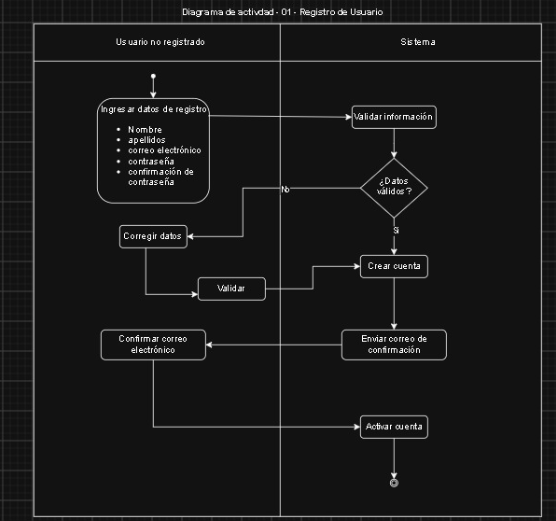 Diagrama de activdad - 01 - Registro de Usuario
Usuario no registrado
Sistema
Ingresar datos de registro
• Nombre
• apellidos
• correo electrónico
• contraseña
• confirmación de
contraseña
Validar información
¿Datos
válidos?
No
Si
Corregir datos
Validar
Crear cuenta
Confirmar correo
electrónico
Enviar correo de
confirmación
Activar cuenta